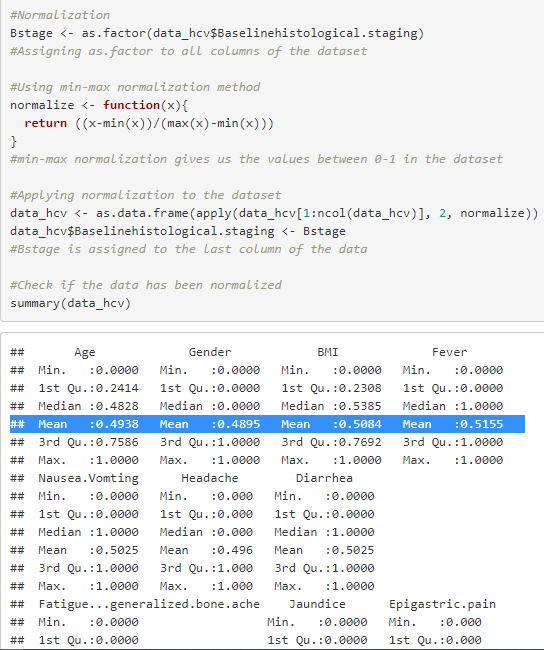 #Normalization
Bstage <- as.factor(data_hcv$Baselinehistological.staging)
#Assigning as.factor to all columns of the dataset
#Using min-max normalization method
normalize <- function(x){
  return ((x-min(x))/(max(x)-min(x)))
}
#min-max normalization gives us the values between 0-1 in the dataset
#Applying normalization to the dataset
data_hcv <- as.data.frame(apply(data_hcv[1:ncol(data_hcv)], 2, normalize))
data_hcv$Baselinehistological.staging <- Bstage
#Bstage is assigned to the last column of the data
#Check if the data has been normalized
summary(data_hcv)
##       Age             Gender            BMI             Fever
##  Min.   :0.0000   Min.   :0.0000   Min.   :0.0000   Min.   :0.0000
##  1st Qu.:0.2414   1st Qu.:0.0000   1st Qu.:0.2308   1st Qu.:0.0000
##  Median :0.4828   Median :0.0000   Median :0.5385   Median :1.0000
##  Mean   :0.4938   Mean   :0.4895   Mean   :0.5084   Mean   :0.5155
##  3rd Qu.:0.7586   3rd Qu.:1.0000   3rd Qu.:0.7692   3rd Qu.:1.0000
##  Max.   :1.0000   Max.   :1.0000   Max.   :1.0000   Max.   :1.0000
##  Nausea.Vomting      Headache        Diarrhea
##  Min.   :0.0000   Min.   :0.000   Min.   :0.0000
##  1st Qu.:0.0000   1st Qu.:0.000   1st Qu.:0.0000
##  Median :1.0000   Median :0.000   Median :1.0000
##  Mean   :0.5025   Mean   :0.496   Mean   :0.5025
##  3rd Qu.:1.0000   3rd Qu.:1.000   3rd Qu.:1.0000
##  Max.   :1.0000   Max.   :1.000   Max.   :1.0000
##  Fatigue...generalized.bone.ache    Jaundice      Epigastric.pain
##  Min.   :0.0000                  Min.   :0.0000   Min.   :0.000
##  1st Qu.:0.0000                  1st Qu.:0.0000   1st Qu.:0.000